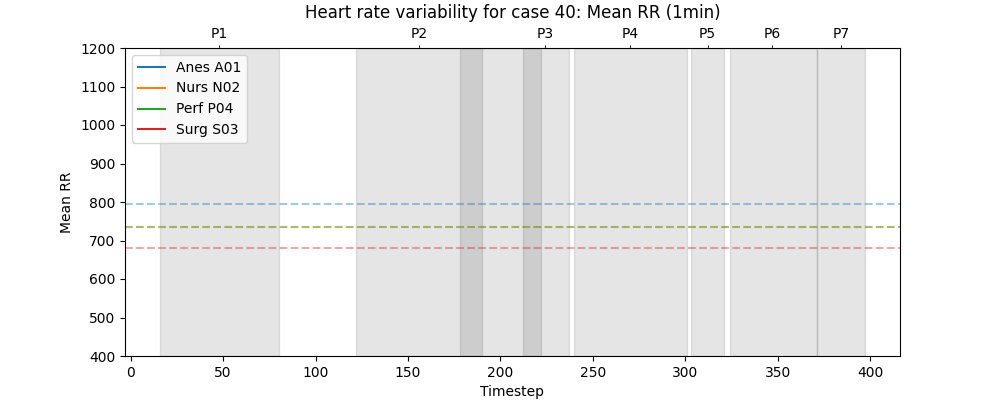 Heart rate variability for case 40: Mean RR (1min)
P1 P2 P3 P4 P5 P6 P7
1200
1100
1000
900
800
700
600
500
400
Mean RR
Anes A01
Nurs N02
Perf P04
Surg S03
0 50 100 150 200 250 300 350 400
Timestep